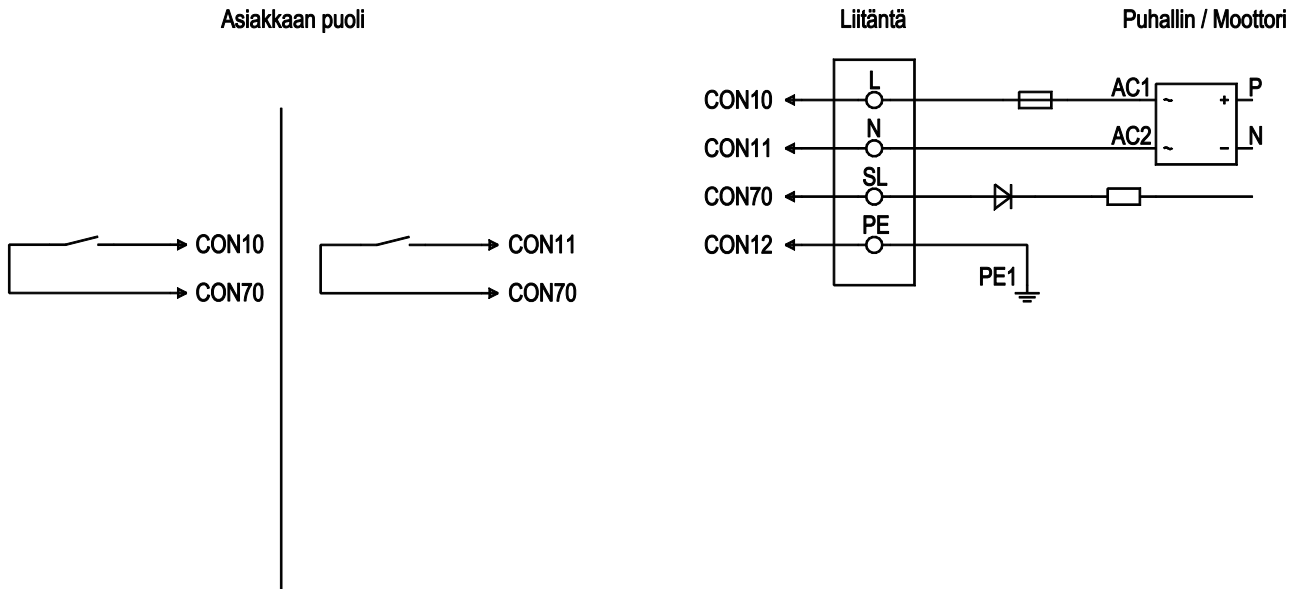 Asiakkaan puoli
Liitäntä
Puhallin / Moottori
CON10
L
AC1
~
+
P
CON11
N
AC2
~
-
N
CON70
SL
CON12
PE
PE1
CON10
CON70
CON11
CON70